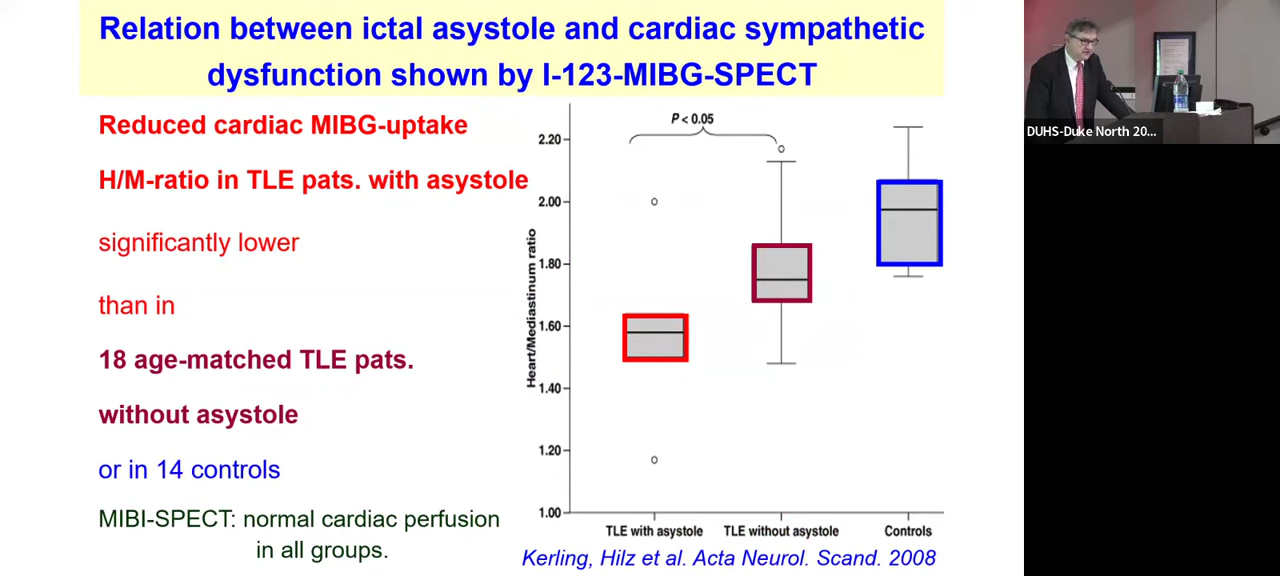 Relation between ictal asystole and cardiac sympathetic
dysfunction shown by I-123-MIBG-SPECT
Reduced cardiac MIBG-uptake
H/M-ratio in TLE pats. with asystole
significantly lower
than in
18 age-matched TLE pats.
without asystole
or in 14 controls
MIBI-SPECT: normal cardiac perfusion
in all groups.
P < 0.05
Heart/Mediastinum ratio
2.20
2.00
1.80
1.60
1.40
1.20
1.00
TLE with asystole
TLE without asystole
Controls
Kerling, Hilz et al. Acta Neurol. Scand. 2008
DUHS-Duke North 20...